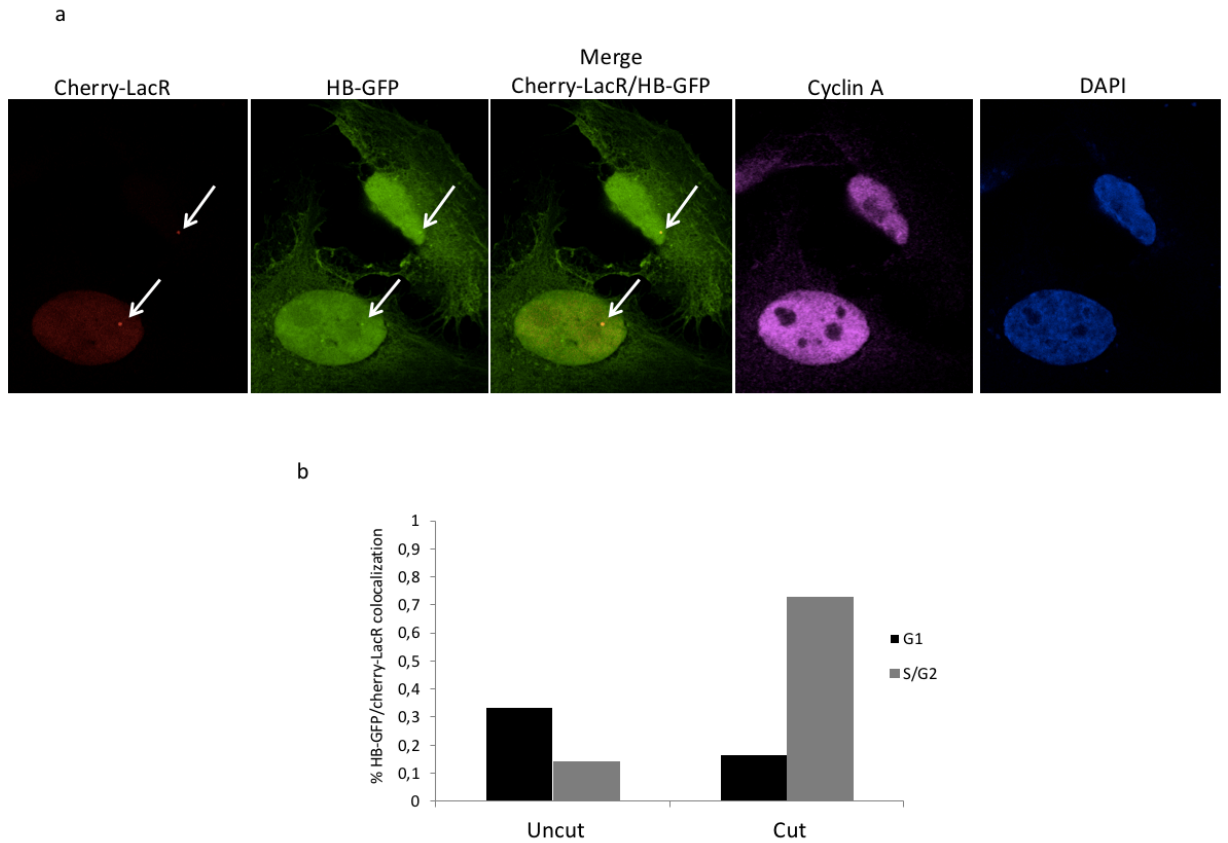 a
Cherry-LacR
HB-GFP
Merge
Cherry-LacR/HB-GFP
Cyclin A
DAPI
b
% HB-GFP/cherry-LacR colocalization
1
0,9
0,8
0,7
0,6
0,5
0,4
0,3
0,2
0,1
0
Uncut
Cut
G1
S/G2